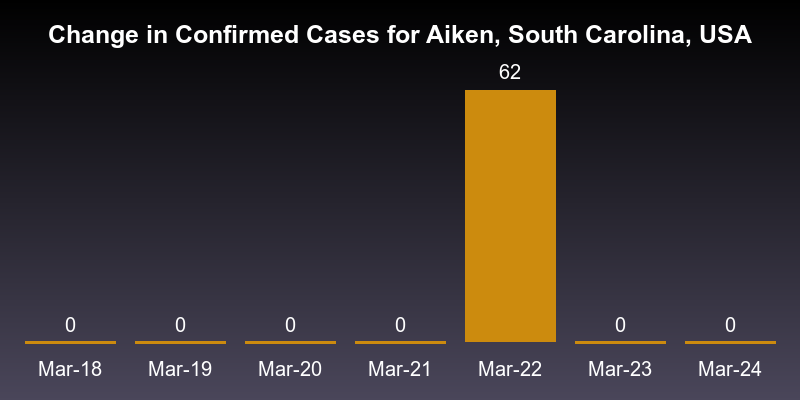 Change in Confirmed Cases for Aiken, South Carolina, USA
62
0 0 0 0 0 0
Mar-18 Mar-19 Mar-20 Mar-21 Mar-22 Mar-23 Mar-24